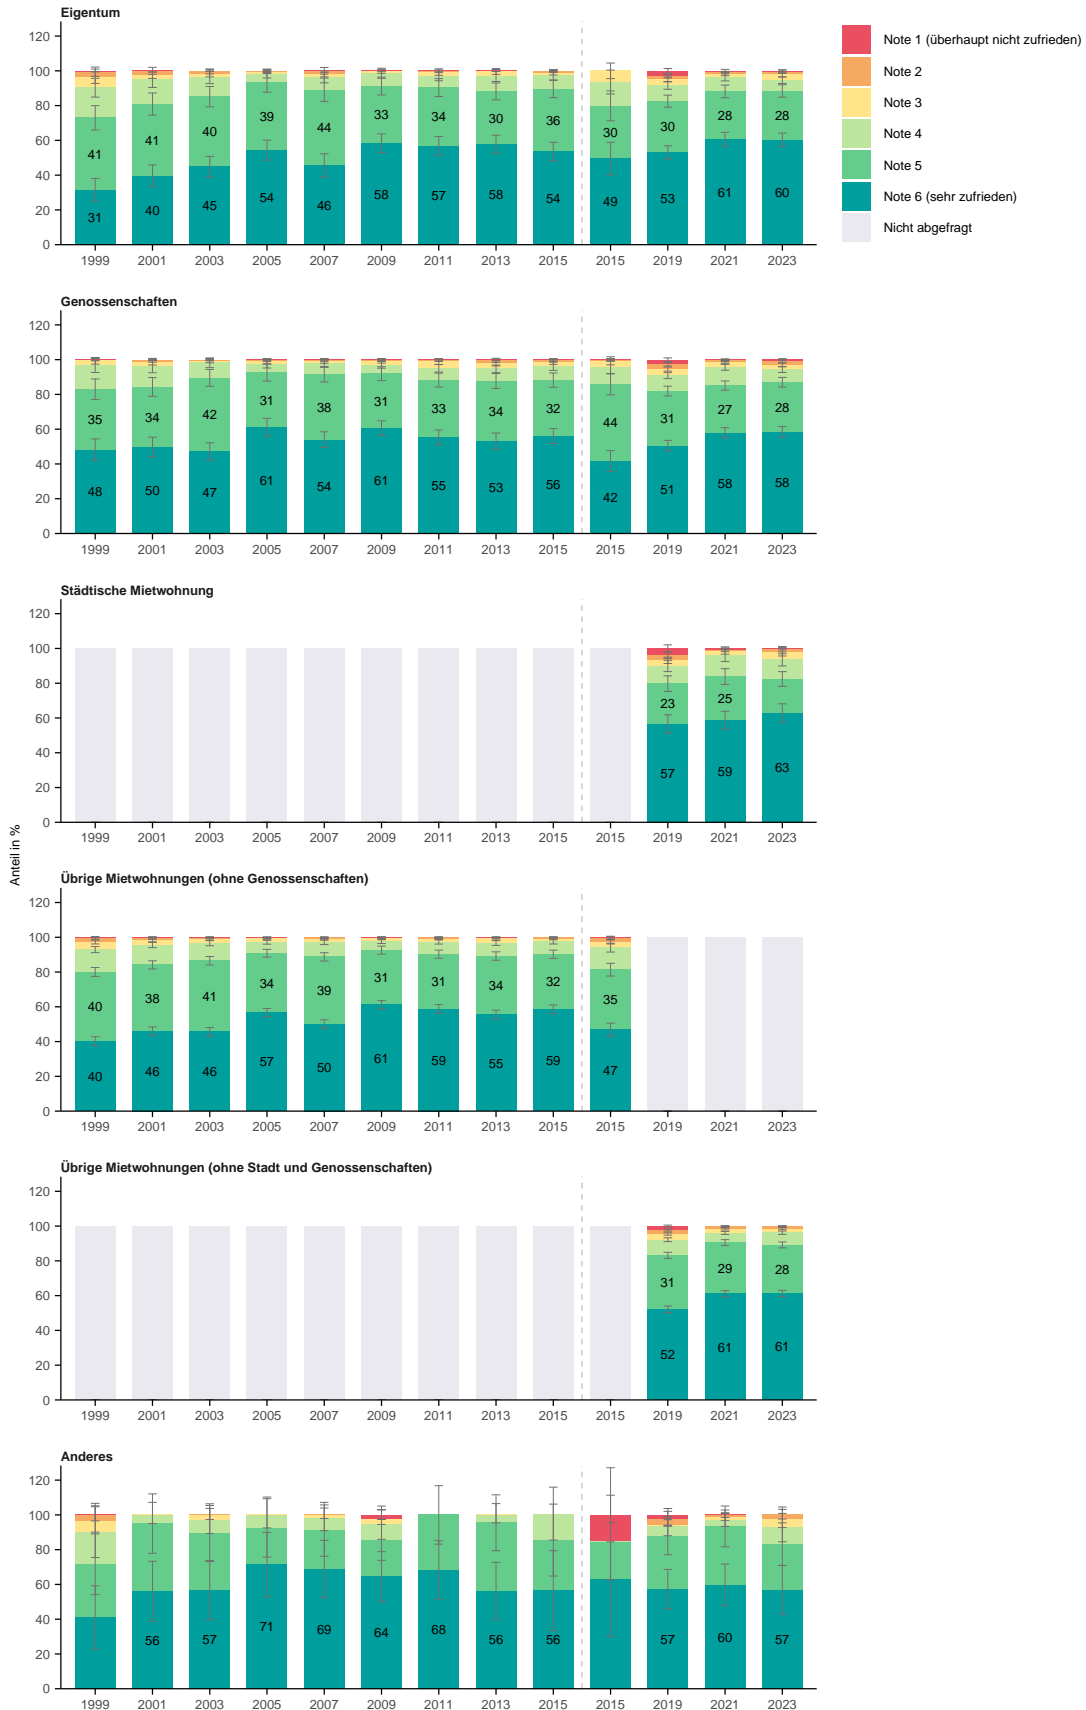 Eigentum
120
100
80
60
40
20
0
41 41 40 39 44 33 34 30 36 30 30 28 28
31 40 45 54 46 58 57 58 54 49 53 61 60
1999 2001 2003 2005 2007 2009 2011 2013 2015 2015 2019 2021 2023
Note 1 (überhaupt nicht zufrieden)
Note 2
Note 3
Note 4
Note 5
Note 6 (sehr zufrieden)
Nicht abgefragt
Genossenschaften
120
100
80
60
40
20
0
35 34 42 31 38 31 33 34 32 44 31 27 28
48 50 47 61 54 61 55 53 56 42 51 58 58
1999 2001 2003 2005 2007 2009 2011 2013 2015 2015 2019 2021 2023
Städtische Mietwohnung
120
100
80
60
40
20
0
23 25
57 59 63
1999 2001 2003 2005 2007 2009 2011 2013 2015 2015 2019 2021 2023
Anteil in %
Übrige Mietwohnungen (ohne Genossenschaften)
120
100
80
60
40
20
0
40 38 41 34 39 31 31 34 32 35
40 46 46 57 50 61 59 55 59 47
1999 2001 2003 2005 2007 2009 2011 2013 2015 2015 2019 2021 2023
Übrige Mietwohnungen (ohne Stadt und Genossenschaften)
120
100
80
60
40
20
0
31 29 28
52 61 61
1999 2001 2003 2005 2007 2009 2011 2013 2015 2015 2019 2021 2023
Anderes
120
100
80
60
40
20
0
56 57 71 69 64 68 56 56 57 60 57
1999 2001 2003 2005 2007 2009 2011 2013 2015 2015 2019 2021 2023